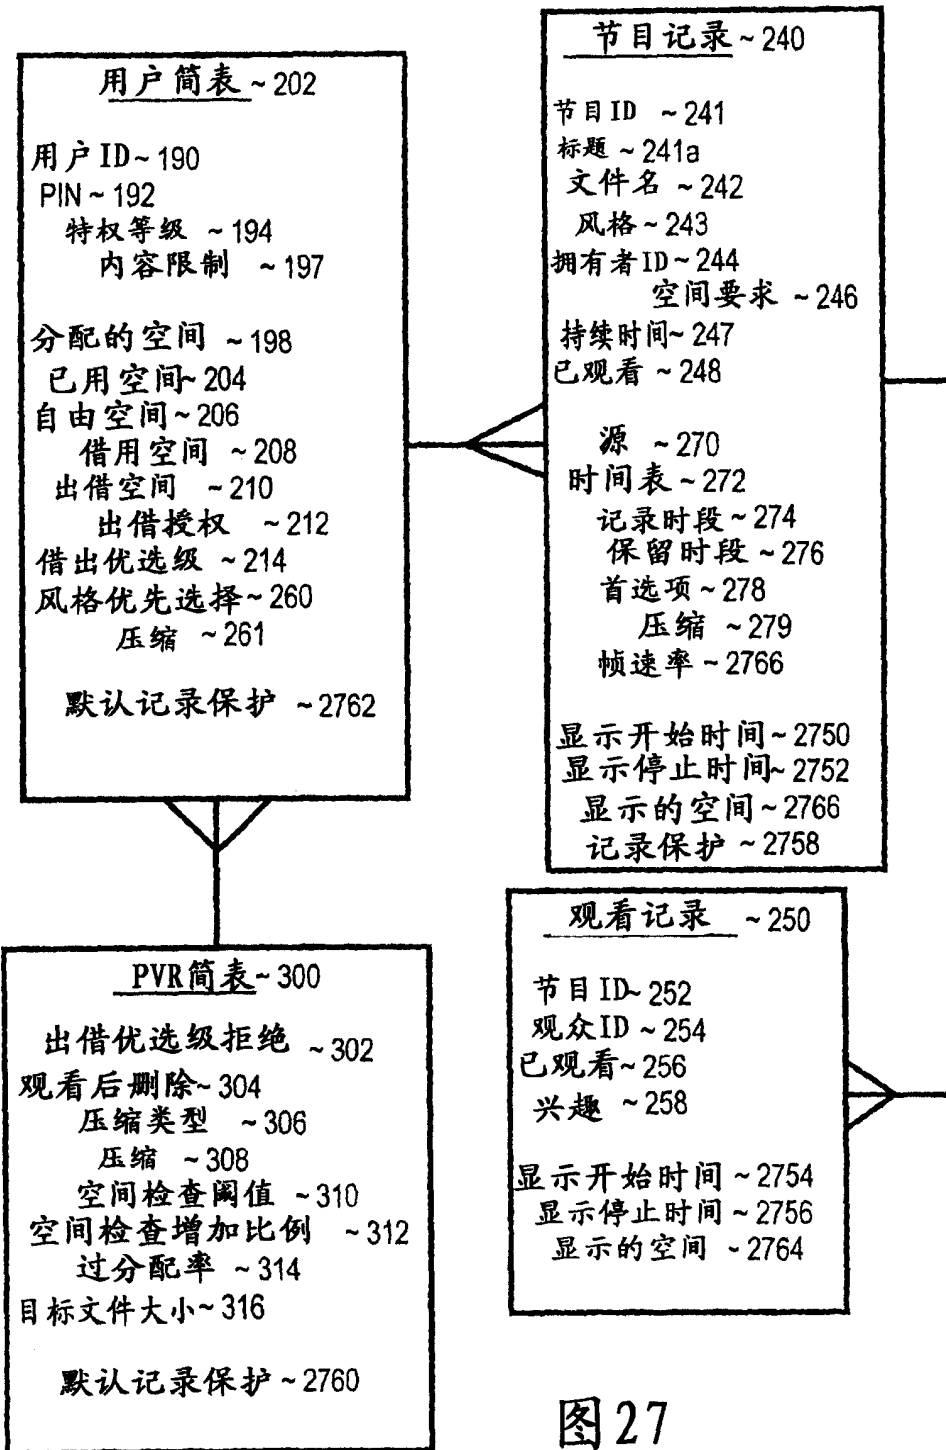 用户简表 ~ 202
用户ID~ 190
PIN ~ 192
特权等级 ~ 194
内容限制 ~ 197
分配的空间 ~ 198
已用空间~ 204
自由空间~ 206
借用空间 ~ 208
出借空间 ~ 210
出借授权 ~ 212
借出优选级 ~ 214
风格优先选择~ 260
压缩 ~ 261
默认记录保护 ~ 2762
节目记录 ~ 240
节目ID ~ 241
标题 ~ 241a
文件名 ~ 242
风格~ 243
拥有者ID~ 244
空间要求 ~ 246
持续时间~ 247
已观看 ~ 248
源 ~ 270
时间表 ~ 272
记录时段 ~ 274
保留时段 ~ 276
首选项 ~ 278
压缩 ~ 279
帧速率 ~ 2766
显示开始时间~ 2750
显示停止时间~ 2752
显示的空间~ 2766
记录保护 ~ 2758
PVR简表~ 300
出借优选级拒绝 ~ 302
观看后删除~ 304
压缩类型 ~ 306
压缩 ~ 308
空间检查阈值 ~ 310
空间检查增加比例 ~ 312
过分配率 ~ 314
目标文件大小~ 316
默认记录保护 ~ 2760
观看记录 ~ 250
节目ID~ 252
观众ID ~ 254
已观看~ 256
兴趣 ~ 258
显示开始时间 ~ 2754
显示停止时间 ~ 2756
显示的空间 ~ 2764
图27